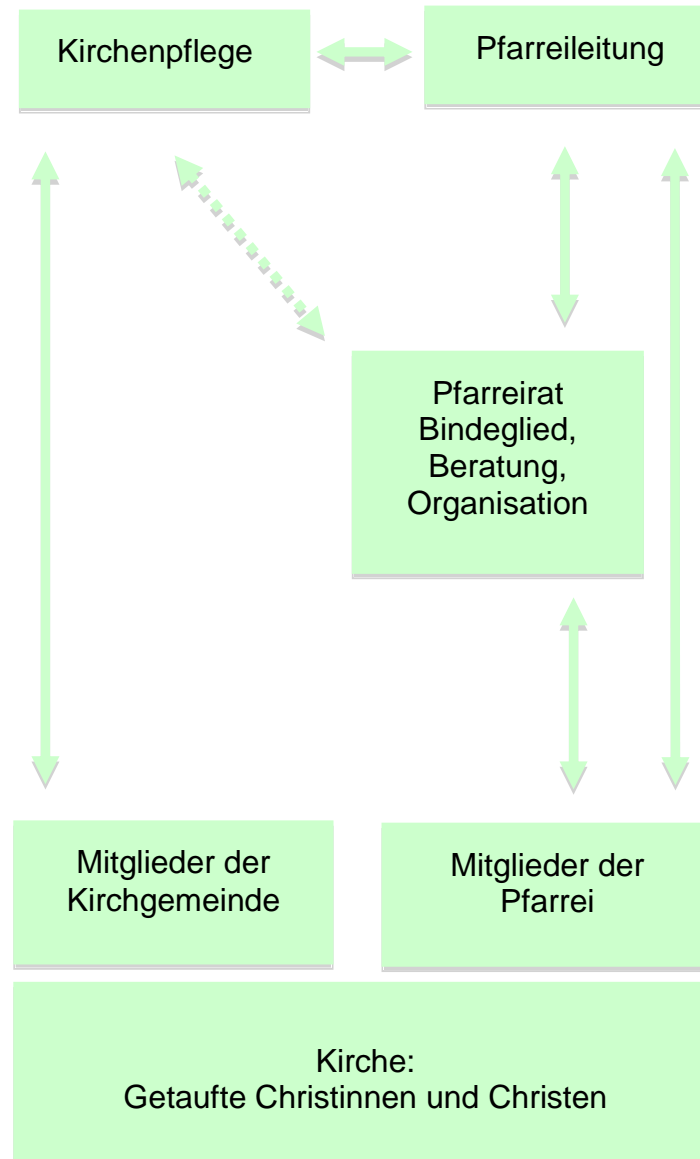 Kirchenpflege
Pfarreileitung
Pfarreirat
Bindeglied,
Beratung,
Organisation
Mitglieder der
Kirchgemeinde
Mitglieder der
Pfarrei
Kirche:
Getaufte Christinnen und Christen